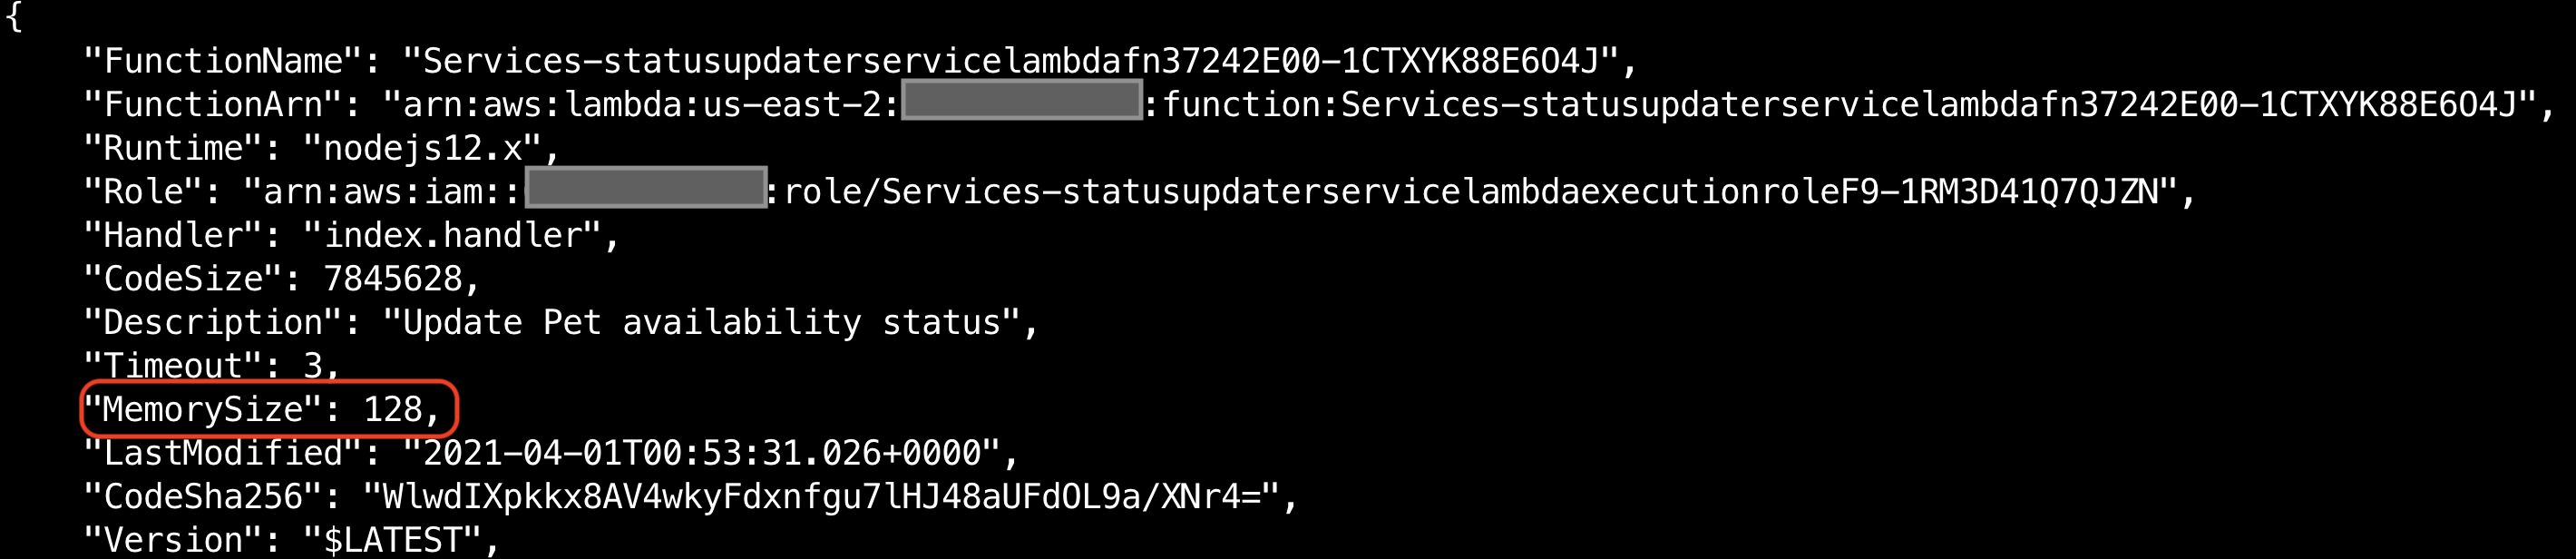 {
"FunctionName": "Services-statusupdaterservicelambdafn37242E00-1CTXYK88E6O4J",
"FunctionArn": "arn:aws:lambda:us-east-2: :function:Services-statusupdaterservicelambdafn37242E00-1CTXYK88E6O4J",
"Runtime": "nodejs12.x",
"Role": "arn:aws:iam:: :role/Services-statusupdaterservicelambdaexecutionroleF9-1RM3D41Q7QJZN",
"Handler": "index.handler",
"CodeSize": 7845628,
"Description": "Update Pet availability status",
"Timeout": 3,
"MemorySize": 128,
"LastModified": "2021-04-01T00:53:31.026+0000",
"CodeSha256": "WlwdIXpkkx8AV4wkyFdxnfgu7lHJ48aUFdOL9a/XNr4=",
"Version": "$LATEST",